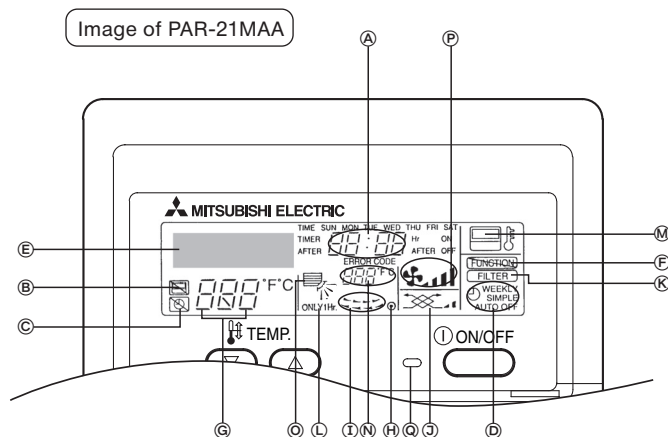 Image of PAR-21MAA
Ⓐ Ⓟ
MITSUBISHI ELECTRIC
TIME SUN MON TUE WED THU FRI SAT
TIMER Hr ON
AFTER AFTER OFF
ERROR CODE
°F°C
°F°C
ONLY1Hr.
FUNCTION
FILTER
WEEKLY
SIMPLE
AUTO OFF
Ⓔ
Ⓑ
Ⓒ
Ⓜ
Ⓕ
Ⓚ
TEMP. ON/OFF
Ⓖ Ⓞ Ⓛ Ⓘ Ⓝ Ⓗ Ⓠ Ⓙ Ⓓ